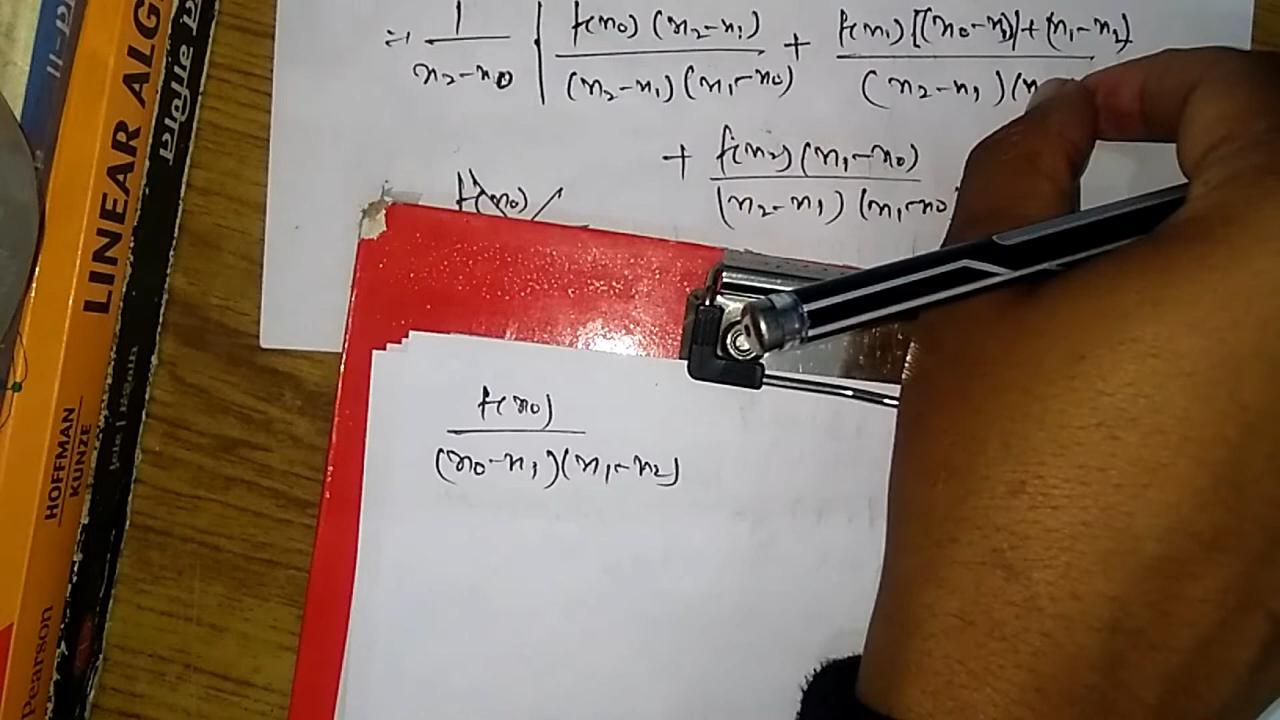 = 1/(x2-x0) [ f(x0)(x2-x1)/((x2-x1)(x1-x0)) + f(x1)[(x0-x1)+(x1-x2)]/((x2-x1)(x
+ f(x2)(x1-x0)/((x2-x1)(x1-x0
f(x0)
f(x0)/((x0-x1)(x1-x2))
LINEAR ALG
HOFFMAN
KUNZE
Pearson